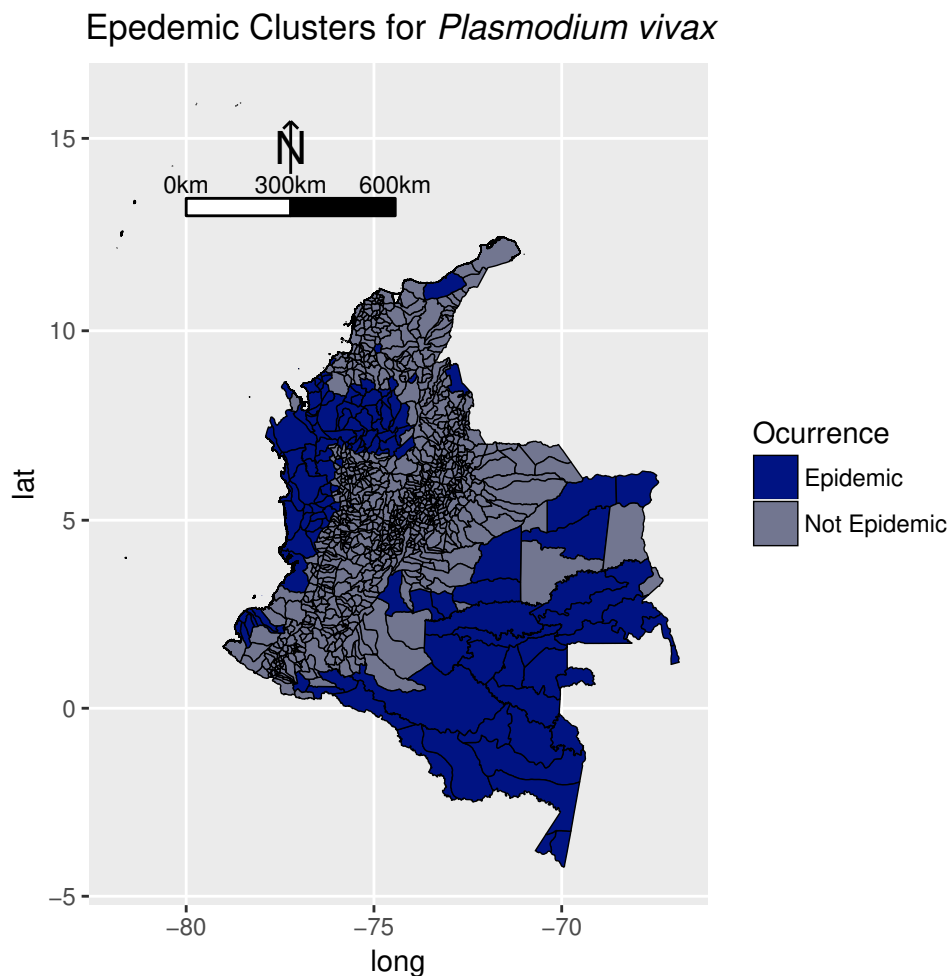 Epedemic Clusters for Plasmodium vivax
15
10
5
0
−5
lat
N
0km 300km 600km
−80 −75 −70
long
Ocurrence
Epidemic
Not Epidemic